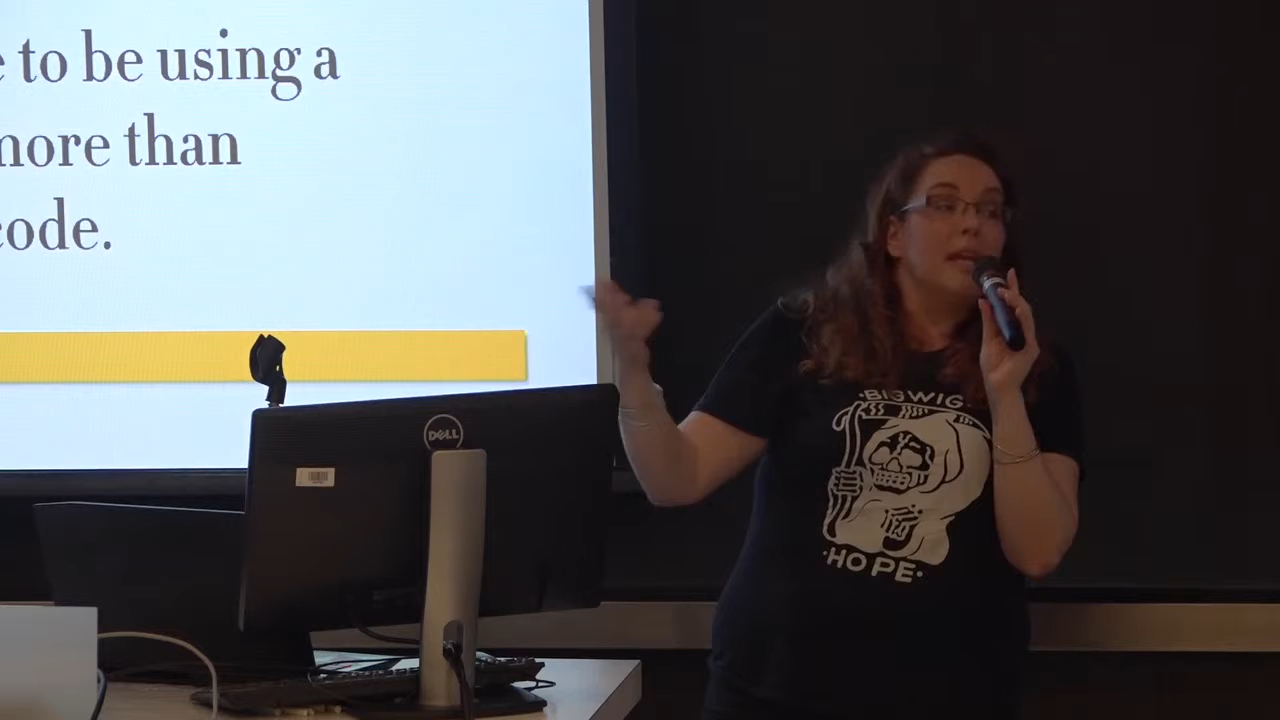 to be using a
more than
code.
DELL
BIGWIG
HOPE